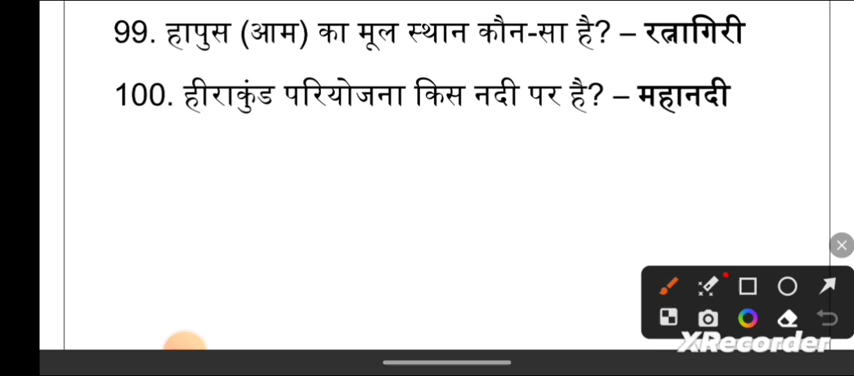 99. हापुस (आम) का मूल स्थान कौन-सा है? – रत्नागिरी
100. हीराकुंड परियोजना किस नदी पर है? – महानदी
XRecorder